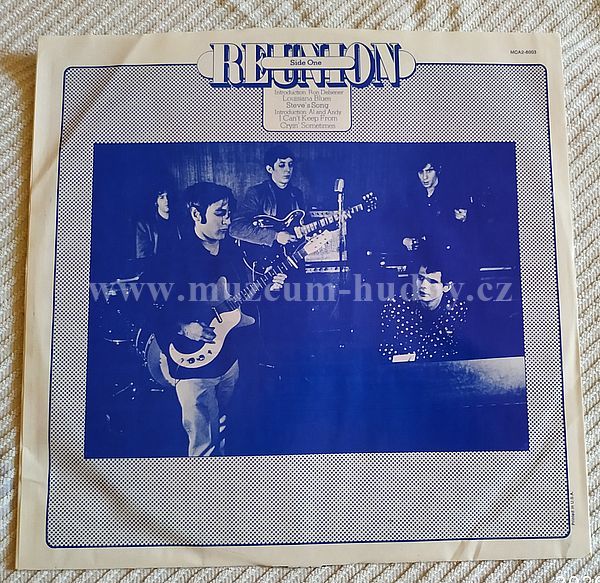 MCA2-6003
REUNION
Side One
Introduction: Ron Delsener
Louisiana Blues
Steve's Song
Introduction: Al and Andy
I Can't Keep From
Cryin' Sometimes
www.muzeum-hudby.cz